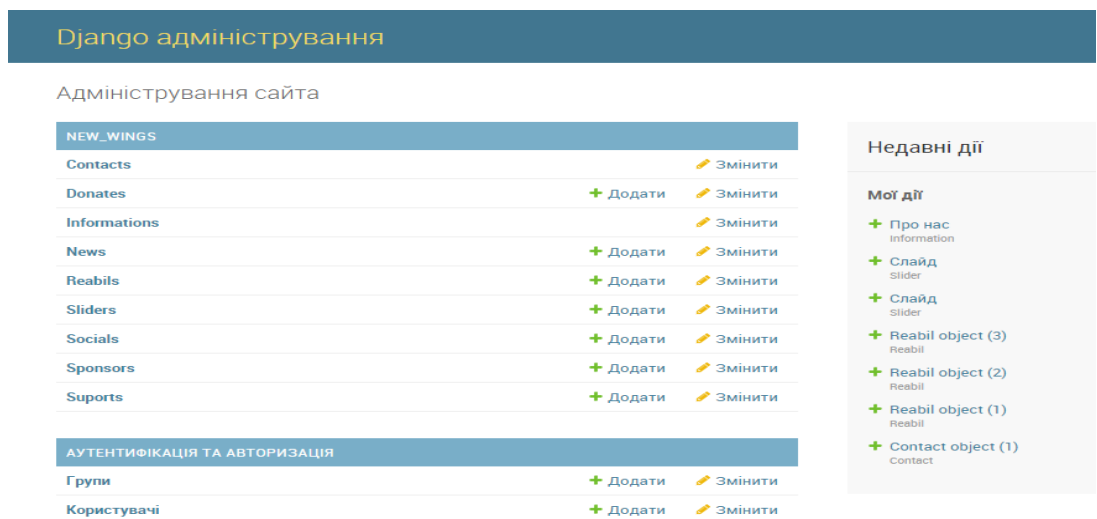 Django адміністрування
Адміністрування сайта
NEW_WINGS
Contacts Змінити
Donates Додати Змінити
Informations Змінити
News Додати Змінити
Reabils Додати Змінити
Sliders Додати Змінити
Socials Додати Змінити
Sponsors Додати Змінити
Suports Додати Змінити
АУТЕНТИФІКАЦІЯ ТА АВТОРИЗАЦІЯ
Групи Додати Змінити
Користувачі Додати Змінити
Недавні дії
Мої дії
Про нас
Information
Слайд
Slider
Слайд
Slider
Reabil object (3)
Reabil
Reabil object (2)
Reabil
Reabil object (1)
Reabil
Contact object (1)
Contact